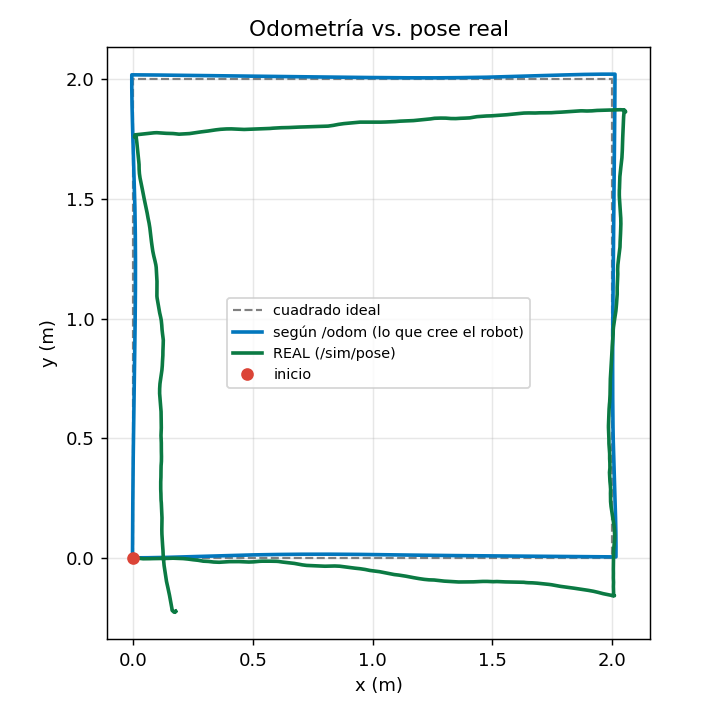 Odometría vs. pose real
y (m)
2.0
1.5
1.0
0.5
0.0
cuadrado ideal
según /odom (lo que cree el robot)
REAL (/sim/pose)
inicio
0.0 0.5 1.0 1.5 2.0
x (m)